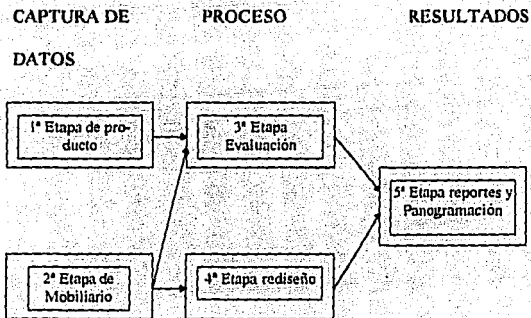 CAPTURA DE DATOS
PROCESO
RESULTADOS
1ª Etapa de pro-
ducto
3ª Etapa
Evaluación
5ª Etapa reportes y
Panogramación
2ª Etapa de
Mobiliario
4ª Etapa rediseño